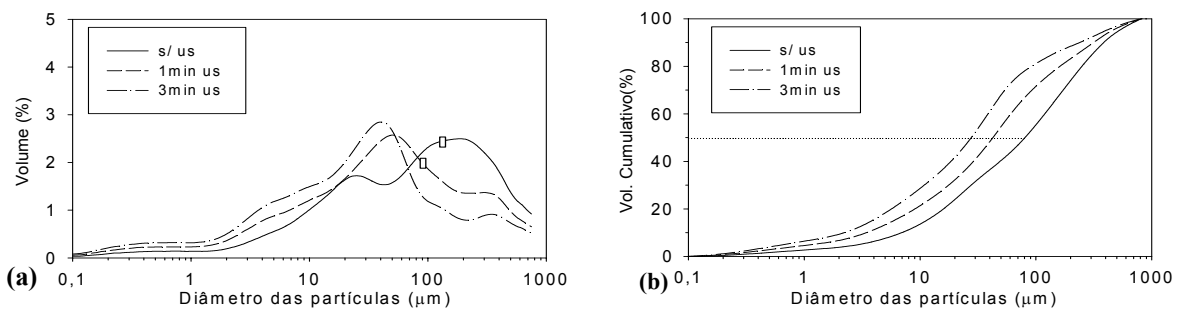 5
4
3
2
1
0
Volume (%)
s/ us
1min us
3min us
0,1 1 10 100 1000
Diâmetro das partículas (μm)
(a)
100
80
60
40
20
0
Vol. Cumulativo(%)
s/ us
1min us
3min us
0,1 1 10 100 1000
Diâmetro das partículas (μm)
(b)